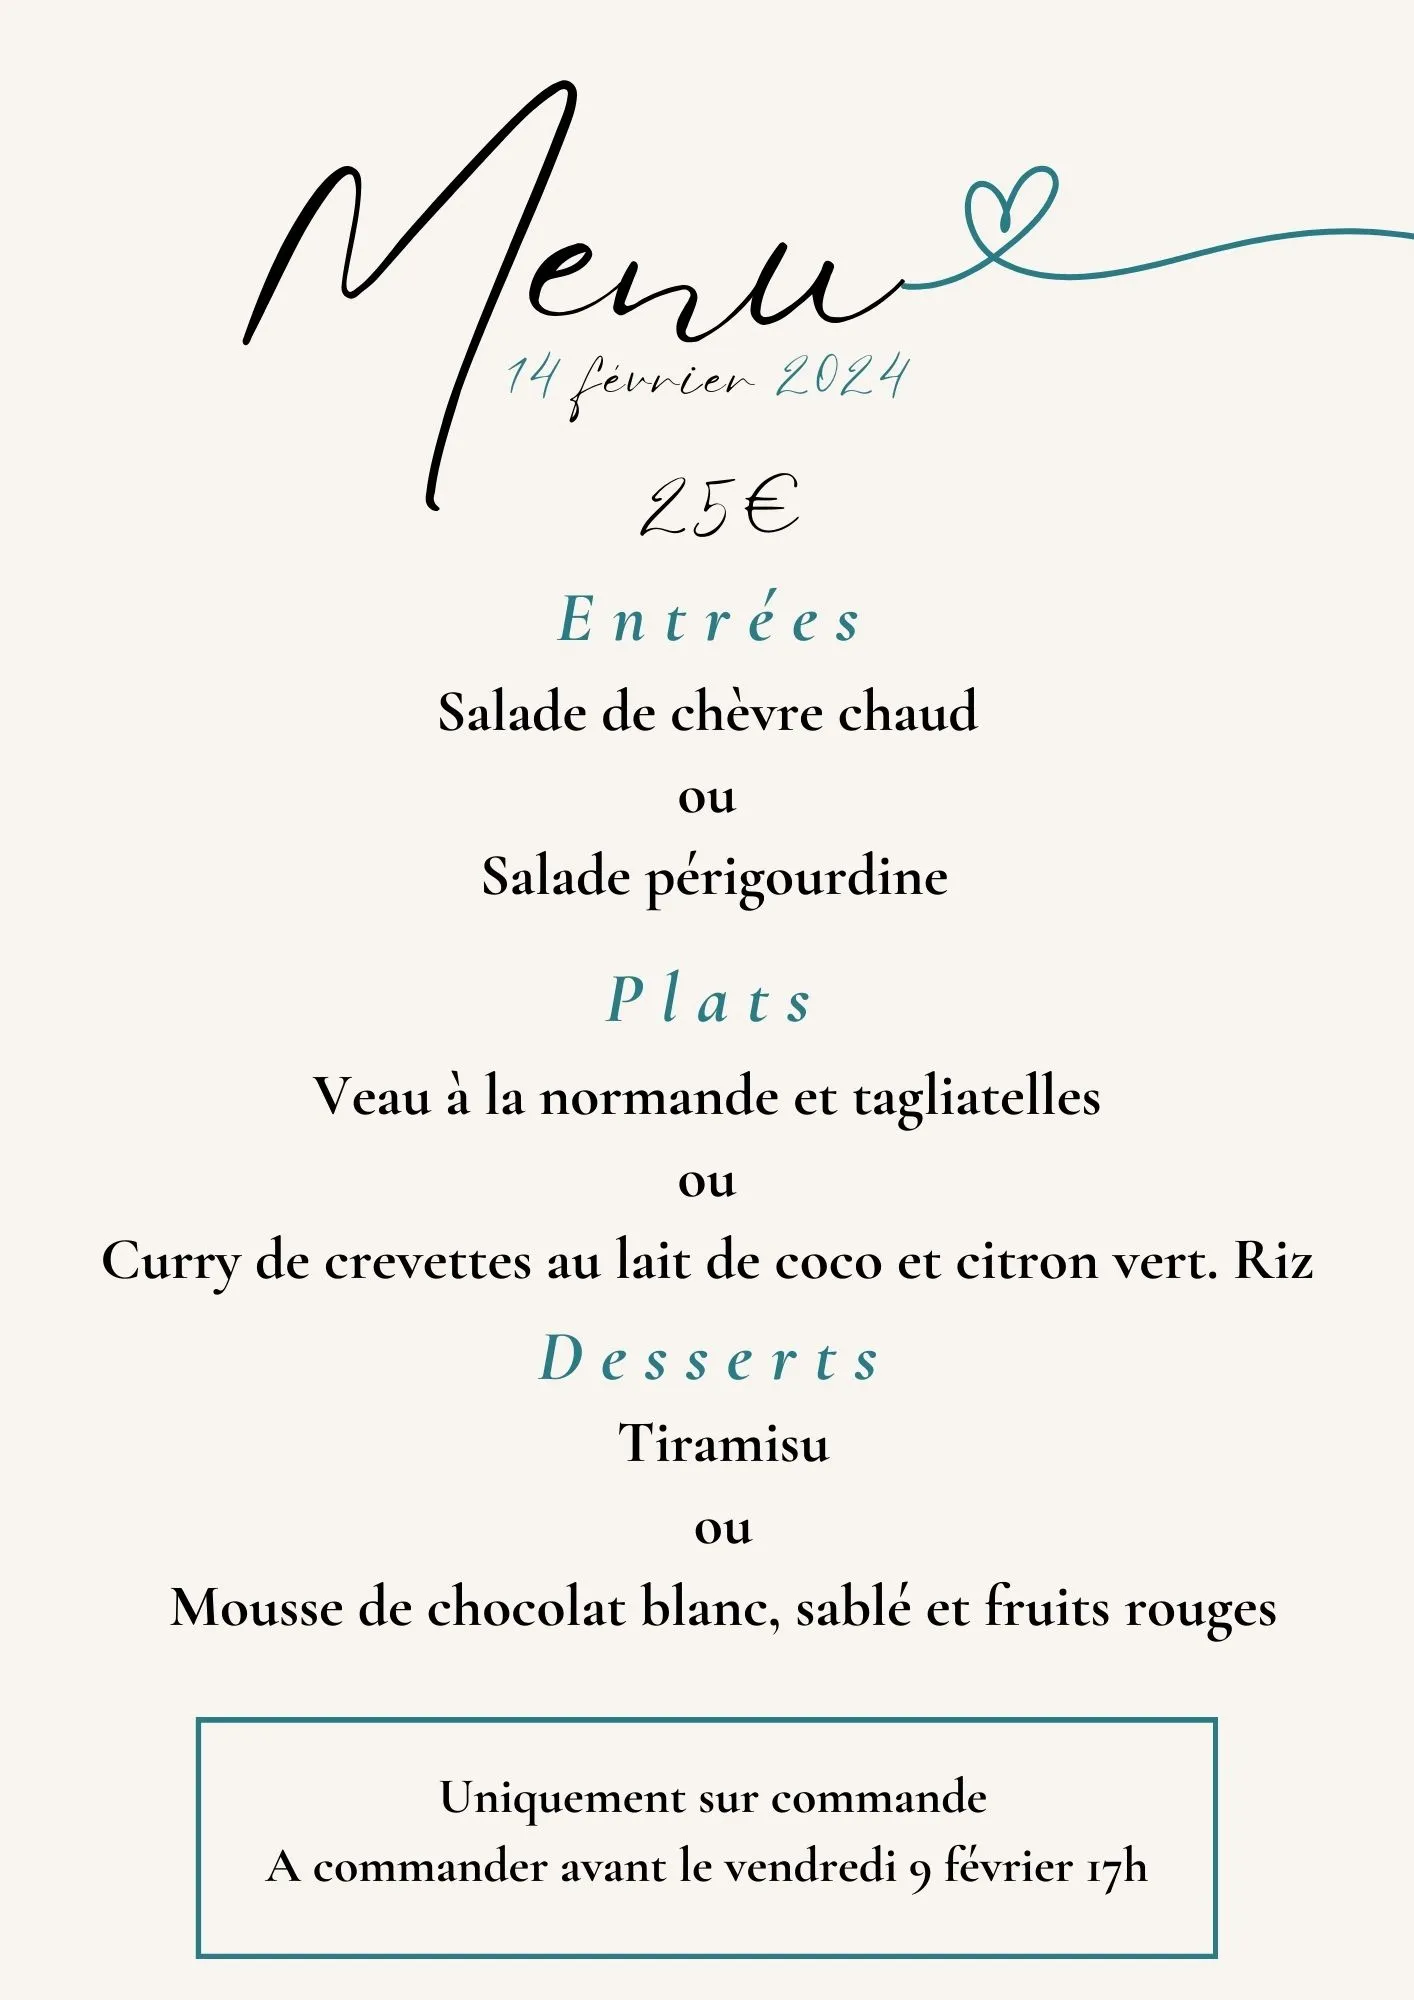 Menu
14 février 2024
25€
Entrées
Salade de chèvre chaud
ou
Salade périgourdine
Plats
Veau à la normande et tagliatelles
ou
Curry de crevettes au lait de coco et citron vert. Riz
Desserts
Tiramisu
ou
Mousse de chocolat blanc, sablé et fruits rouges
Uniquement sur commande
A commander avant le vendredi 9 février 17h